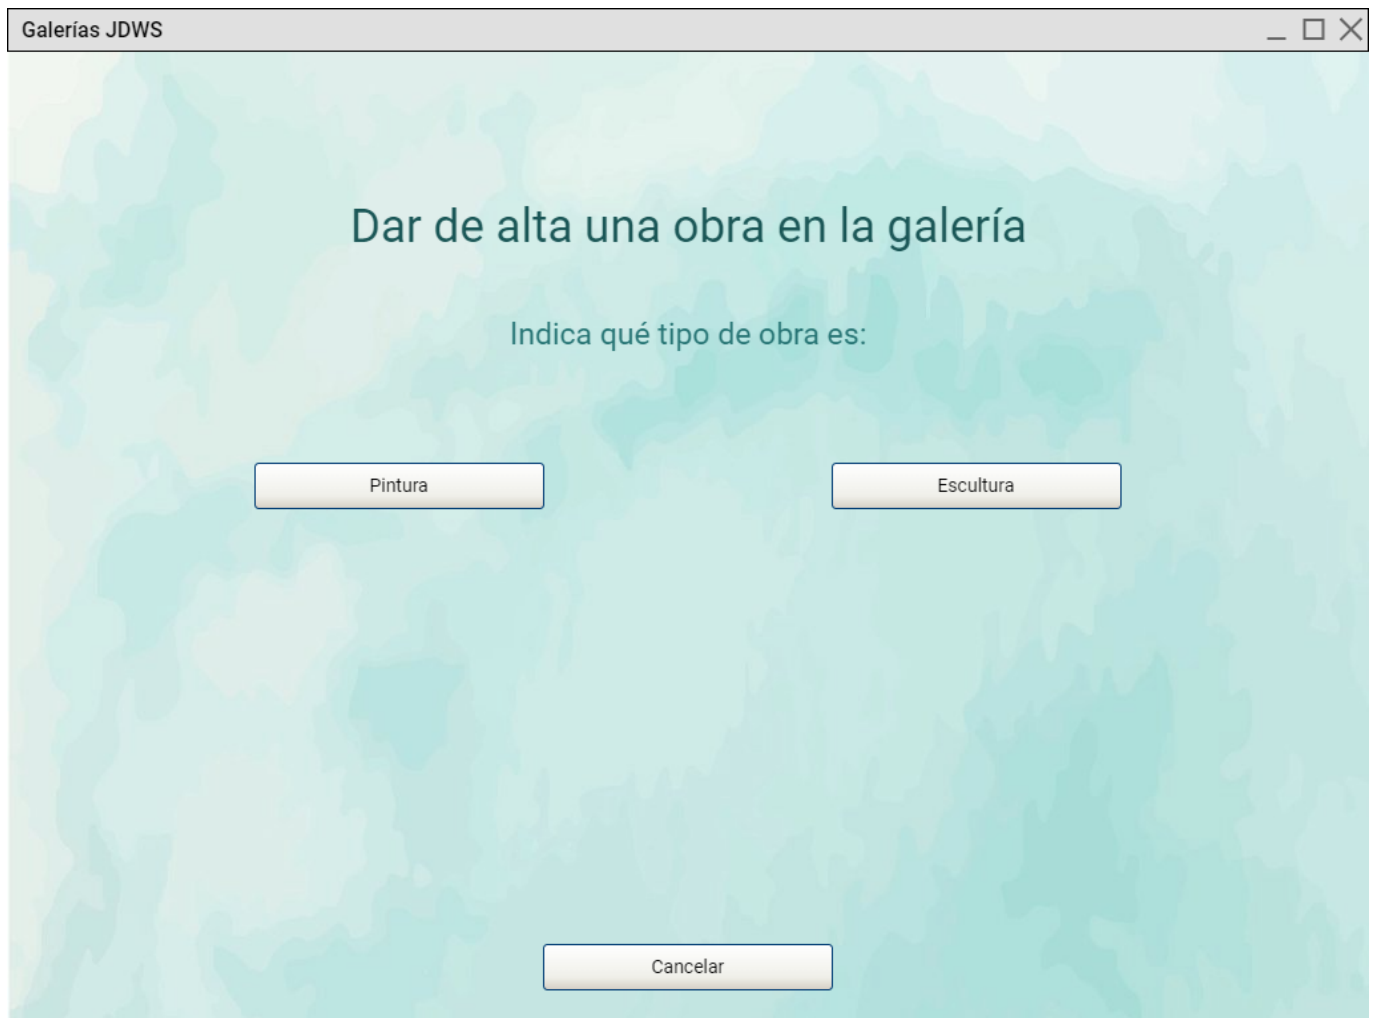 Galerías JDWS
Dar de alta una obra en la galería
Indica qué tipo de obra es:
Pintura
Escultura
Cancelar